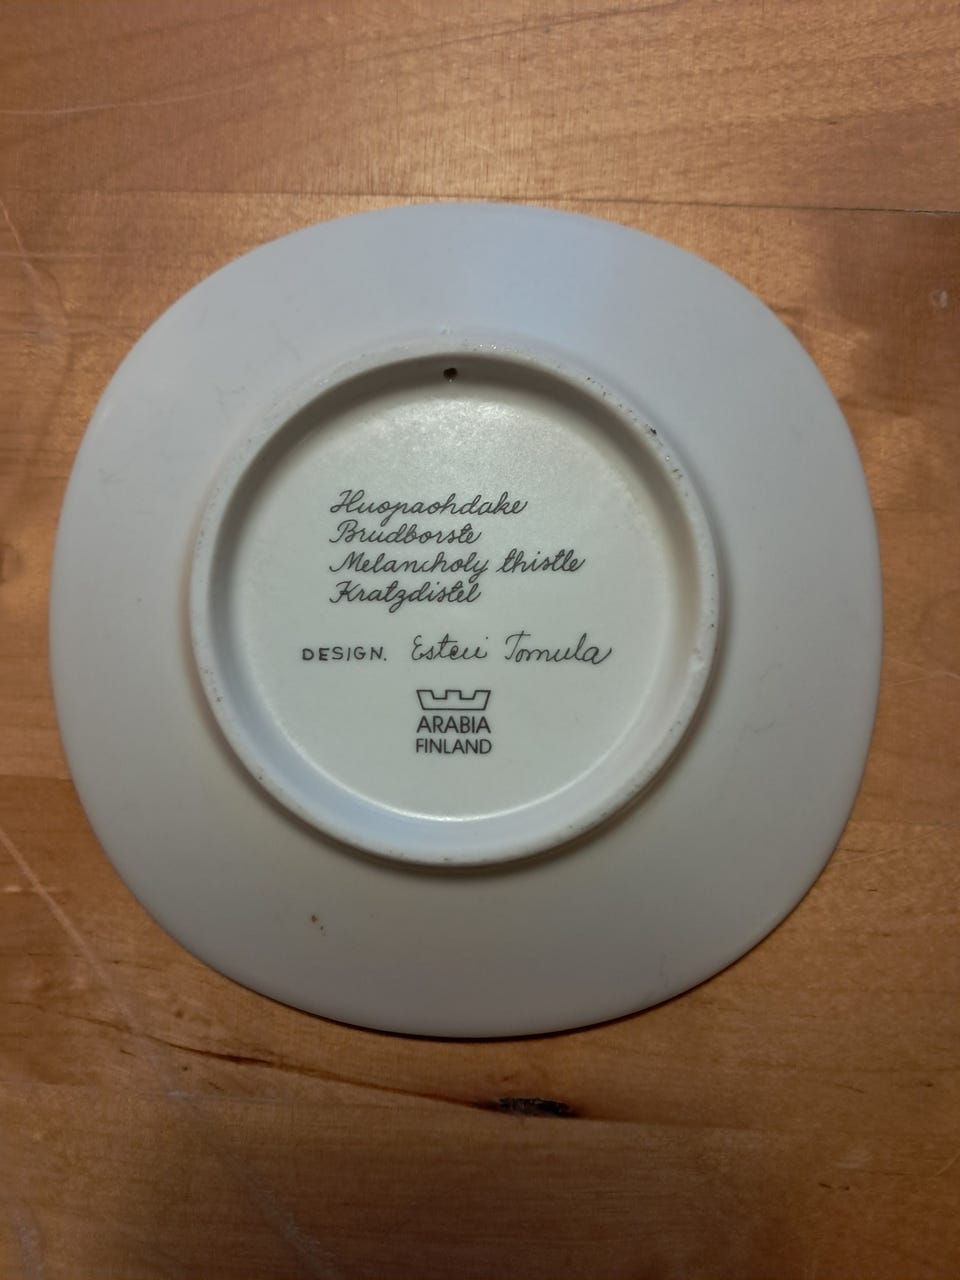 Huopaohdake
Brudborste
Melancholy thistle
Kratzdistel
DESIGN. Esteri Tomula
ARABIA
FINLAND